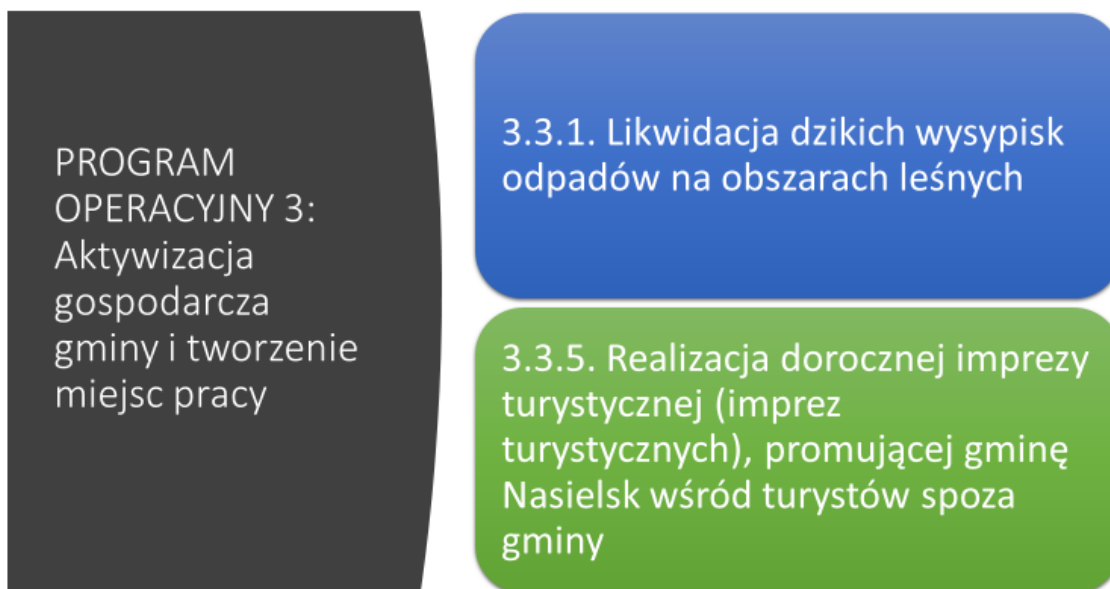 PROGRAM
OPERACYJNY 3:
Aktywizacja
gospodarcza
gminy i tworzenie
miejsc pracy
3.3.1. Likwidacja dzikich wysypisk
odpadów na obszarach leśnych
3.3.5. Realizacja dorocznej imprezy
turystycznej (imprez
turystycznych), promującej gminę
Nasielsk wśród turystów spoza
gminy